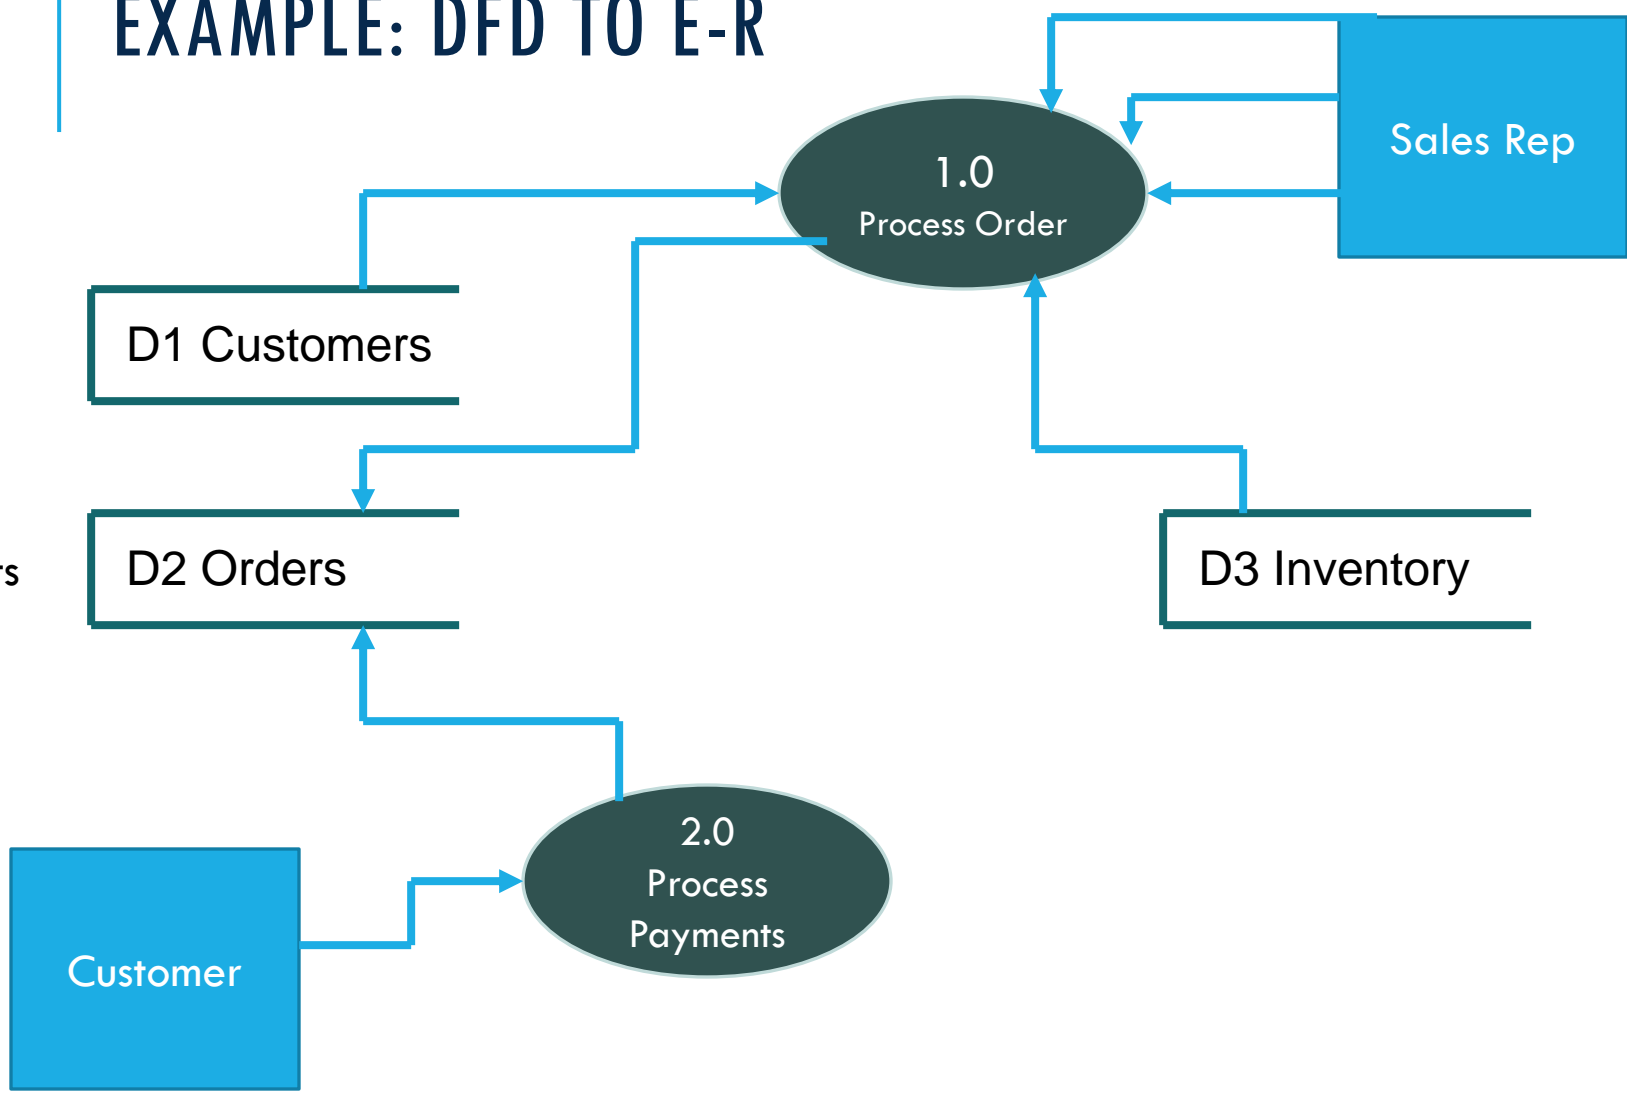 EXAMPLE: DFD TO E-R
Sales Rep
1.0
Process Order
D1 Customers
D2 Orders
D3 Inventory
2.0
Process
Payments
Customer